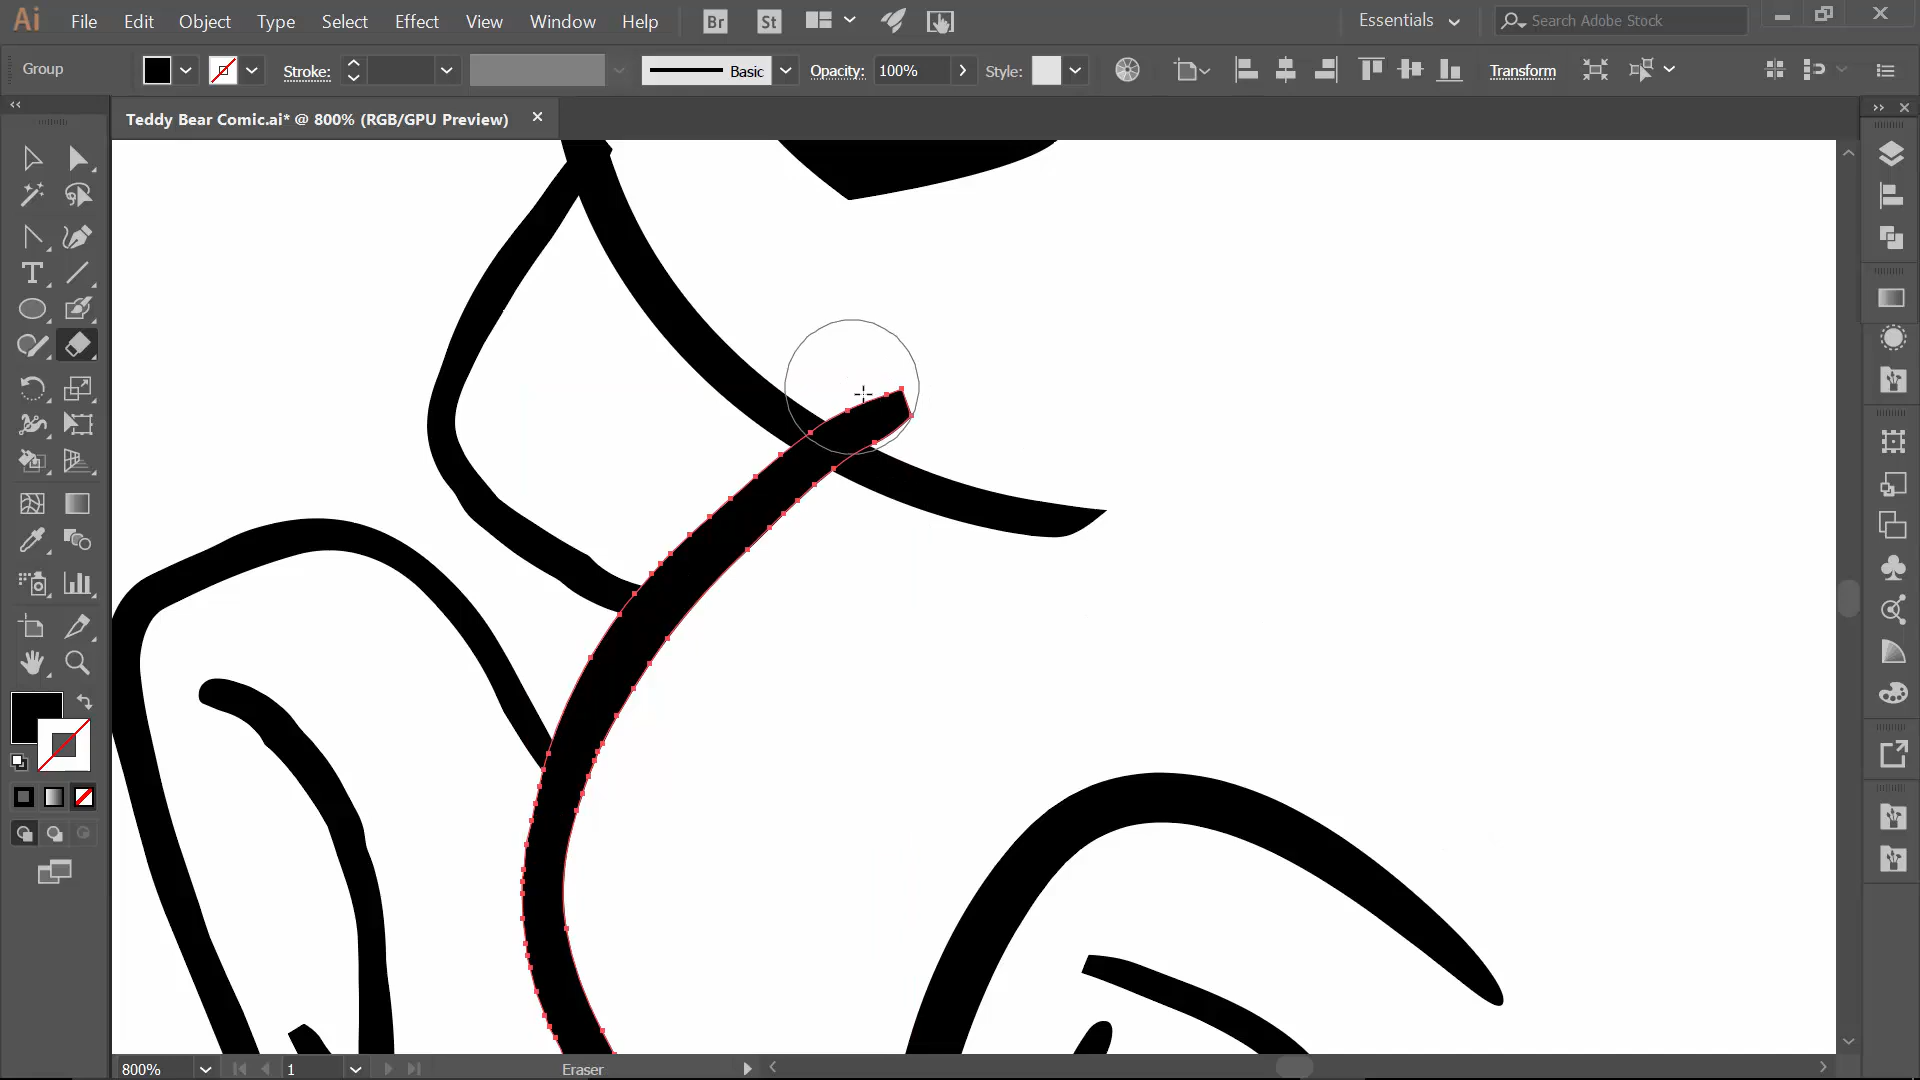 Ai File Edit Object Type Select Effect View Window Help Br St Essentials Search Adobe Stock
Group Stroke: Basic Opacity: 100% Style: Transform
Teddy Bear Comic.ai* @ 800% (RGB/GPU Preview)
T
800% 1 Eraser